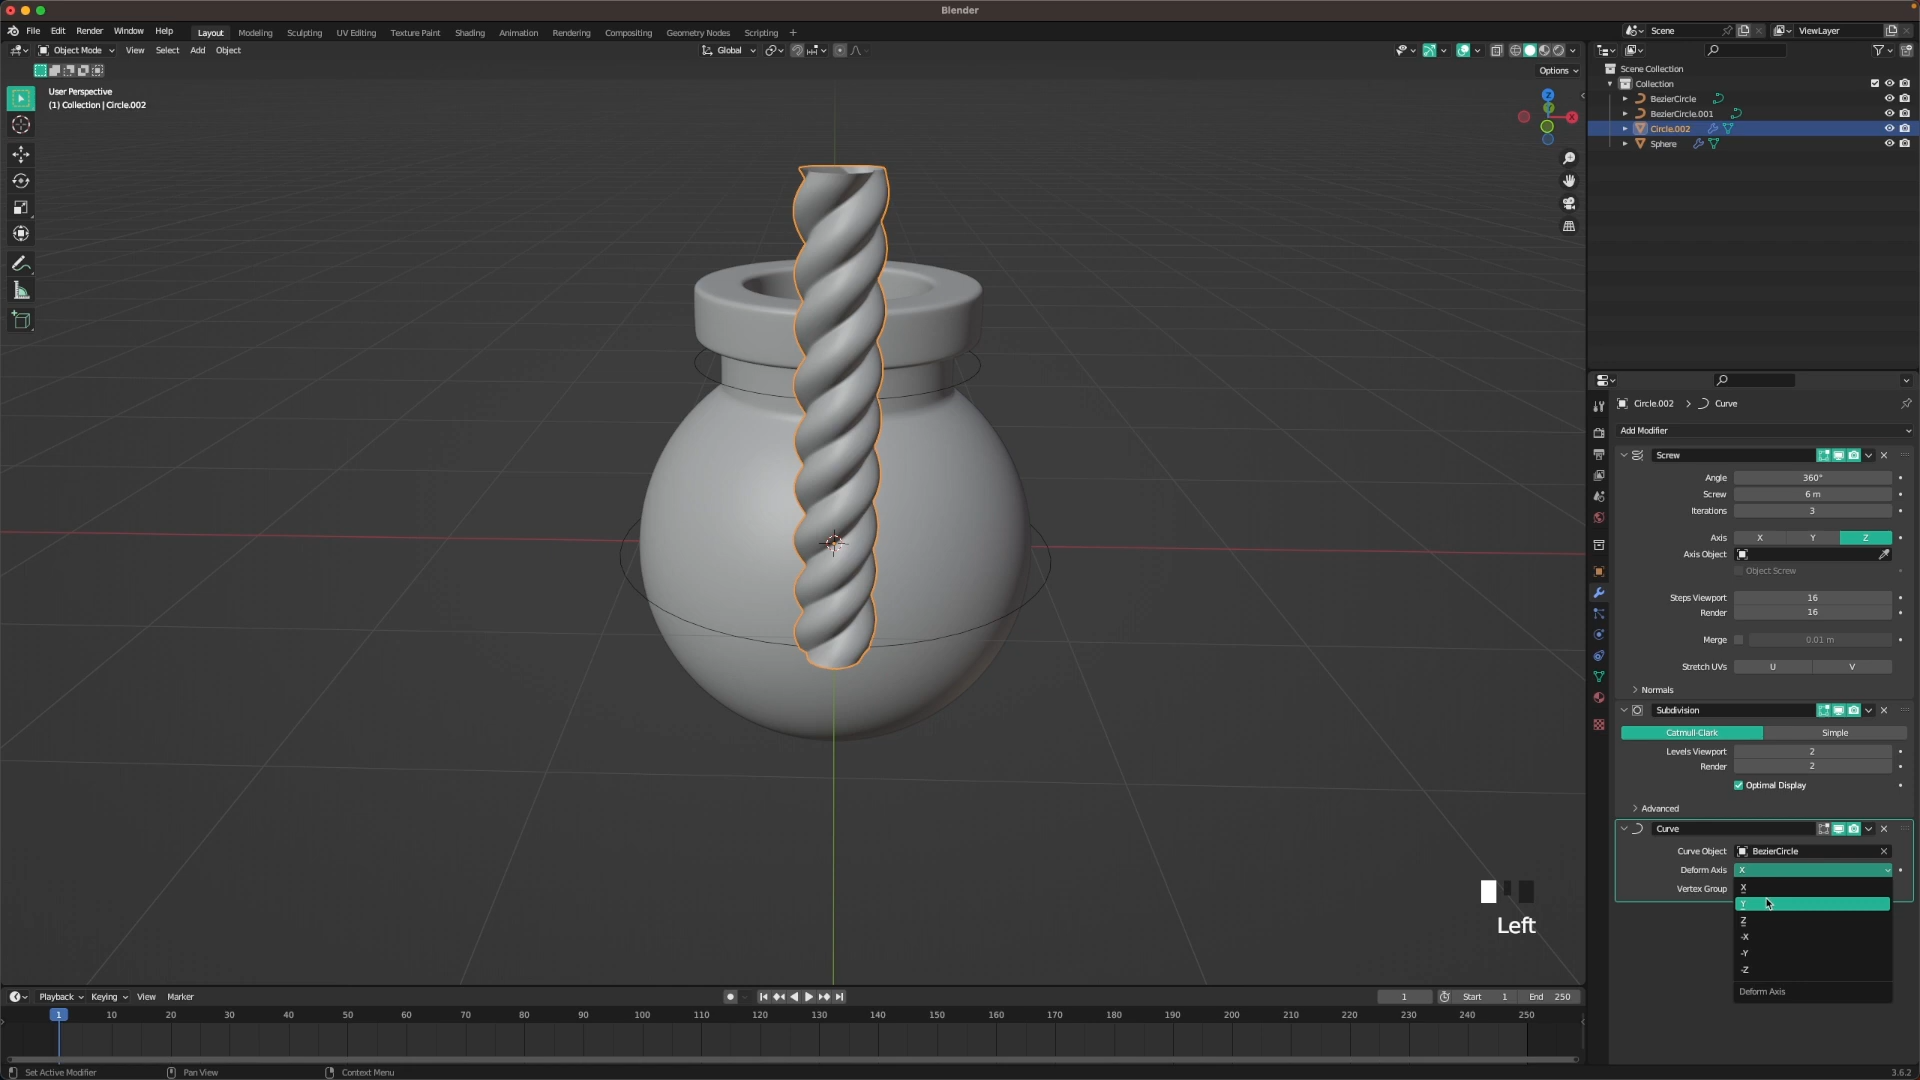 Blender
File Edit Render Window Help Layout Modeling Sculpting UV Editing Texture Paint Shading Animation Rendering Compositing Geometry Nodes Scripting + Scene ViewLayer
Object Mode View Select Add Object Global
Options
User Perspective
(1) Collection | Circle.002
Z
Y
X
Scene Collection
Collection
BezierCircle
BezierCircle.001
Circle.002
Sphere
Circle.002 > Curve
Add Modifier
Screw
Angle 360°
Screw 6 m
Iterations 3
Axis X Y Z
Axis Object
Object Screw
Steps Viewport 16
Render 16
Merge 0.01 m
Stretch UVs U V
Normals
Subdivision
Catmull-Clark Simple
Levels Viewport 2
Render 2
Optimal Display
Advanced
Curve
Curve Object BezierCircle
Deform Axis X
Vertex Group
X
Y
Z
-X
-Y
-Z
Deform Axis
Left
Playback Keying View Marker 1 Start 1 End 250
1 10 20 30 40 50 60 70 80 90 100 110 120 130 140 150 160 170 180 190 200 210 220 230 240 250
Set Active Modifier Pan View Context Menu 3.6.2